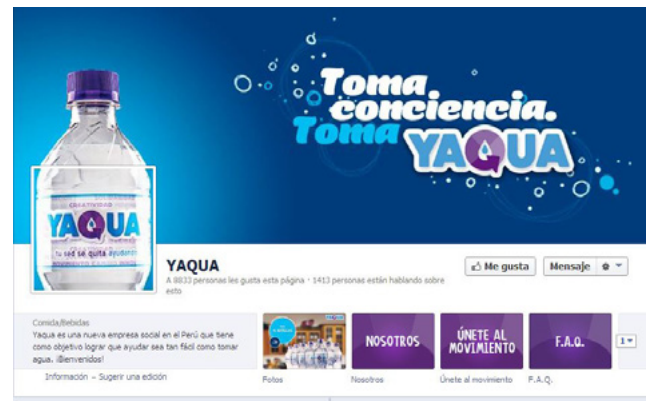 Toma
conciencia.
Toma YAQUA
CREATIVIDAD
YAQUA
tu sed se quita ayudando
YAQUA
A 8833 personas les gusta esta página · 1413 personas están hablando sobre
esto
Me gusta
Mensaje
Comida/Bebidas
Yaqua es una nueva empresa social en el Perú que tiene
como objetivo lograr que ayudar sea tan fácil como tomar
agua. ¡Bienvenidos!
Información – Sugerir una edición
YAQUA
NOSOTROS
ÚNETE AL
MOVIMIENTO
F.A.Q.
1
Fotos
Nosotros
Únete al movimiento
F.A.Q.